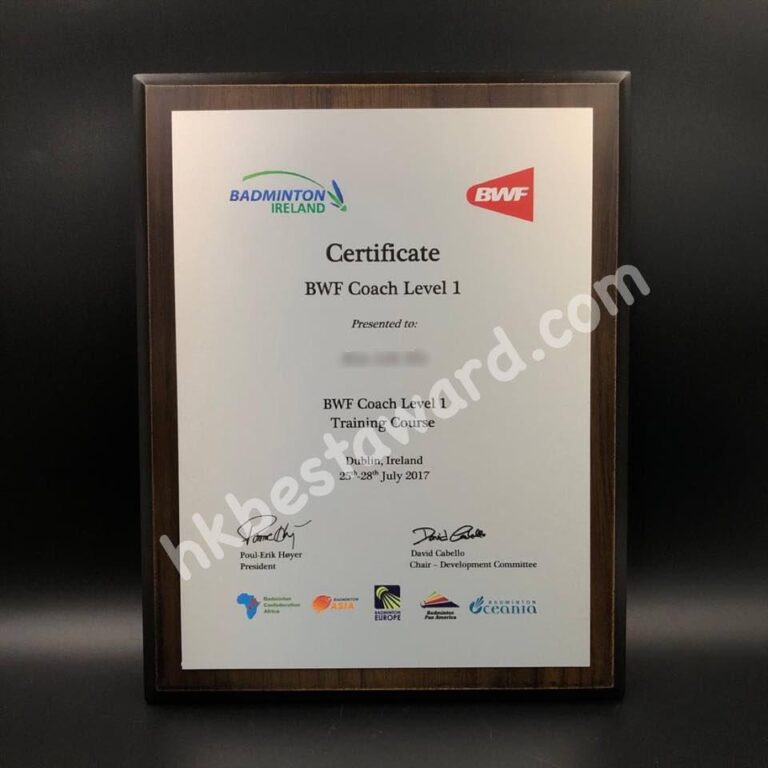 BADMINTON
IRELAND
BWF
Certificate
BWF Coach Level 1
Presented to:
BWF Coach Level 1
Training Course
Dublin, Ireland
25th-28th July 2017
Poul-Erik Høyer
President
David Cabello
David Cabello
Chair – Development Committee
Badminton
Confederation
Africa
BADMINTON
ASIA
BADMINTON
EUROPE
Badminton
Pan America
BADMINTON
Oceania
hkbestaward.com